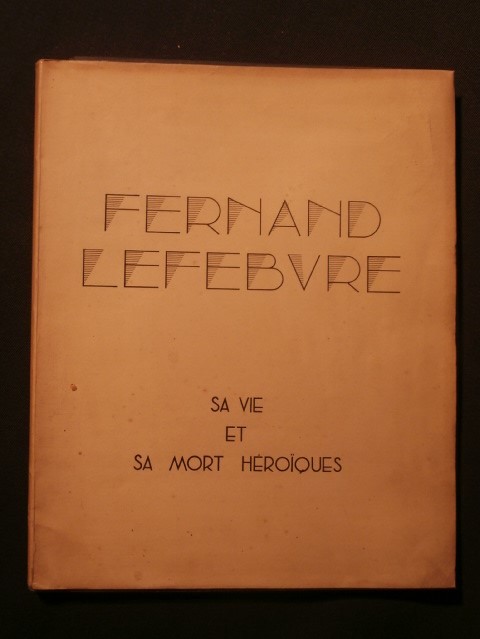 FERNAND
LEFEBVRE
SA VIE
ET
SA MORT HÉROÏQUES